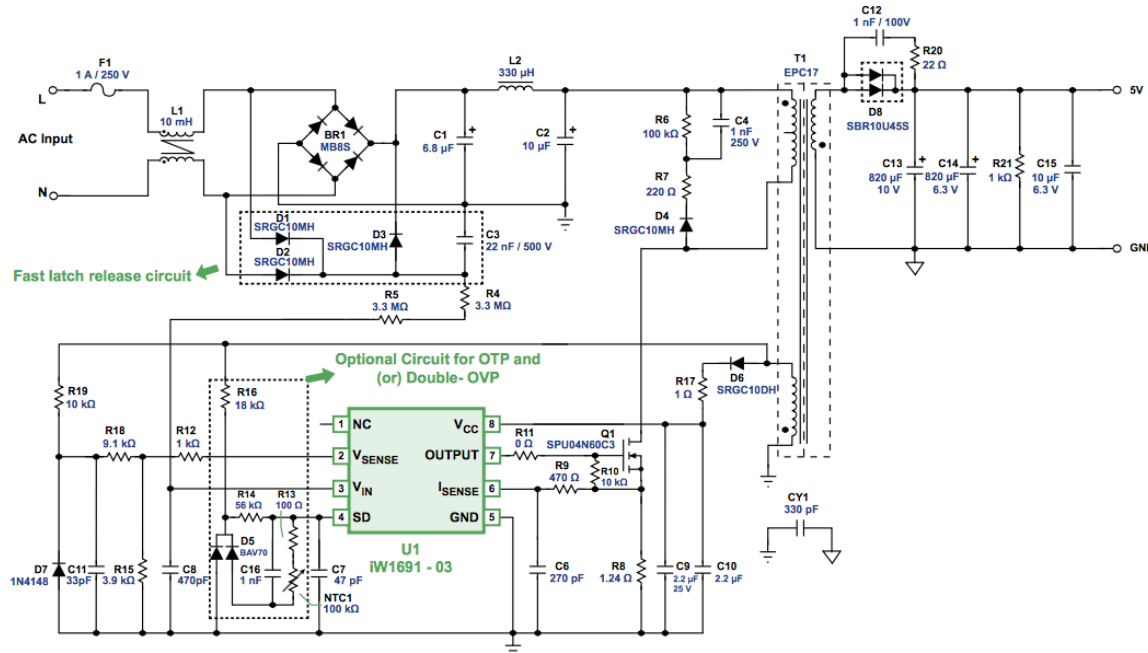 F1
1 A / 250 V
L
L1
10 mH
AC Input
N
BR1
MB8S
C1
6.8 µF
L2
330 µH
C2
10 µF
R6
100 kΩ
C4
1 nF
250 V
R7
220 Ω
D4
SRGC10MH
T1
EPC17
C12
1 nF / 100V
R20
22 Ω
D8
SBR10U45S
5V
C13
820 µF
10 V
C14
820 µF
6.3 V
R21
1 kΩ
C15
10 µF
6.3 V
GND
D1
SRGC10MH
D2
SRGC10MH
D3
SRGC10MH
C3
22 nF / 500 V
Fast latch release circuit
R5
3.3 MΩ
R4
3.3 MΩ
Optional Circuit for OTP and
(or) Double- OVP
R19
10 kΩ
R16
18 kΩ
R18
9.1 kΩ
R12
1 kΩ
1
NC
2
VSENSE
3
VIN
4
SD
VCC
8
OUTPUT
7
ISENSE
6
GND
5
U1
iW1691 - 03
R11
0 Ω
Q1
SPU04N60C3
R9
470 Ω
R10
10 kΩ
R17
1 Ω
D6
SRGC10DH
CY1
330 pF
R14
56 kΩ
R13
100 Ω
D5
BAV70
C16
1 nF
NTC1
100 kΩ
C7
47 pF
D7
1N4148
C11
33pF
R15
3.9 kΩ
C8
470pF
C6
270 pF
R8
1.24 Ω
C9
2.2 µF
25 V
C10
2.2 µF